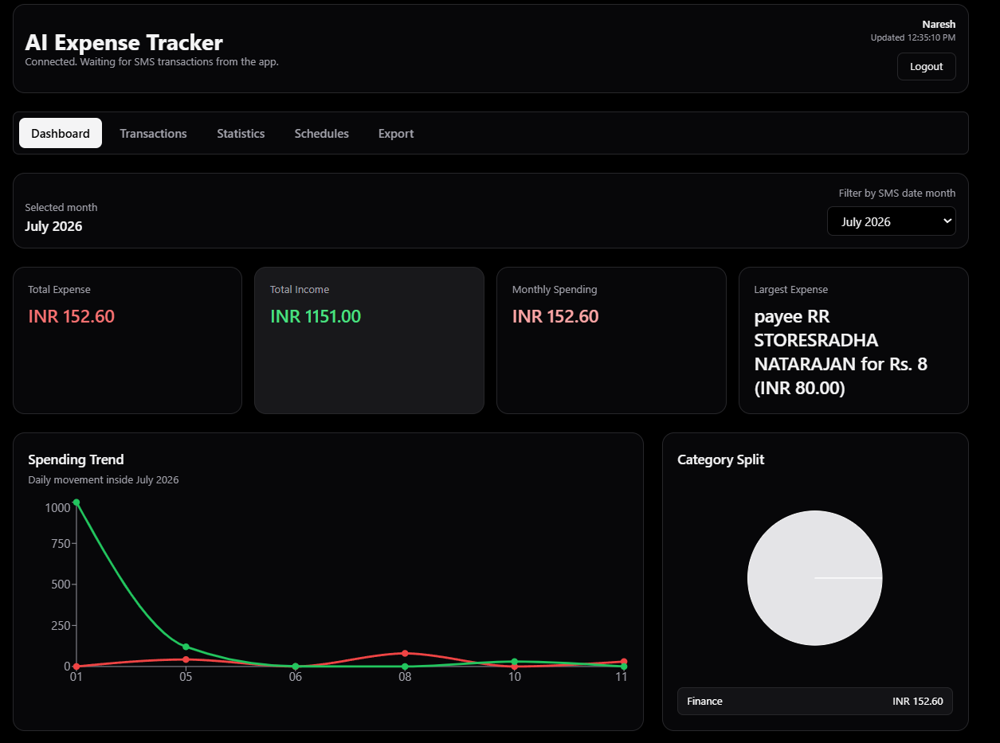 AI Expense Tracker
Connected. Waiting for SMS transactions from the app.
Naresh
Updated 12:35:10 PM
Logout
Dashboard
Transactions
Statistics
Schedules
Export
Selected month
July 2026
Filter by SMS date month
July 2026
Total Expense
INR 152.60
Total Income
INR 1151.00
Monthly Spending
INR 152.60
Largest Expense
payee RR
STORESRADHA
NATARAJAN for Rs. 8
(INR 80.00)
Spending Trend
Daily movement inside July 2026
1000
750
500
250
0
01
05
06
08
10
11
Category Split
Finance
INR 152.60